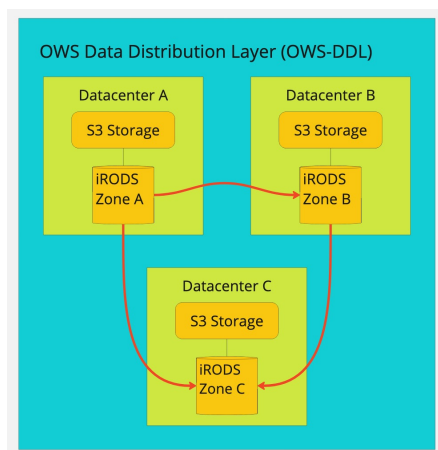 OWS Data Distribution Layer (OWS-DDL)
Datacenter A
S3 Storage
iRODS
Zone A
Datacenter B
S3 Storage
iRODS
Zone B
Datacenter C
S3 Storage
iRODS
Zone C